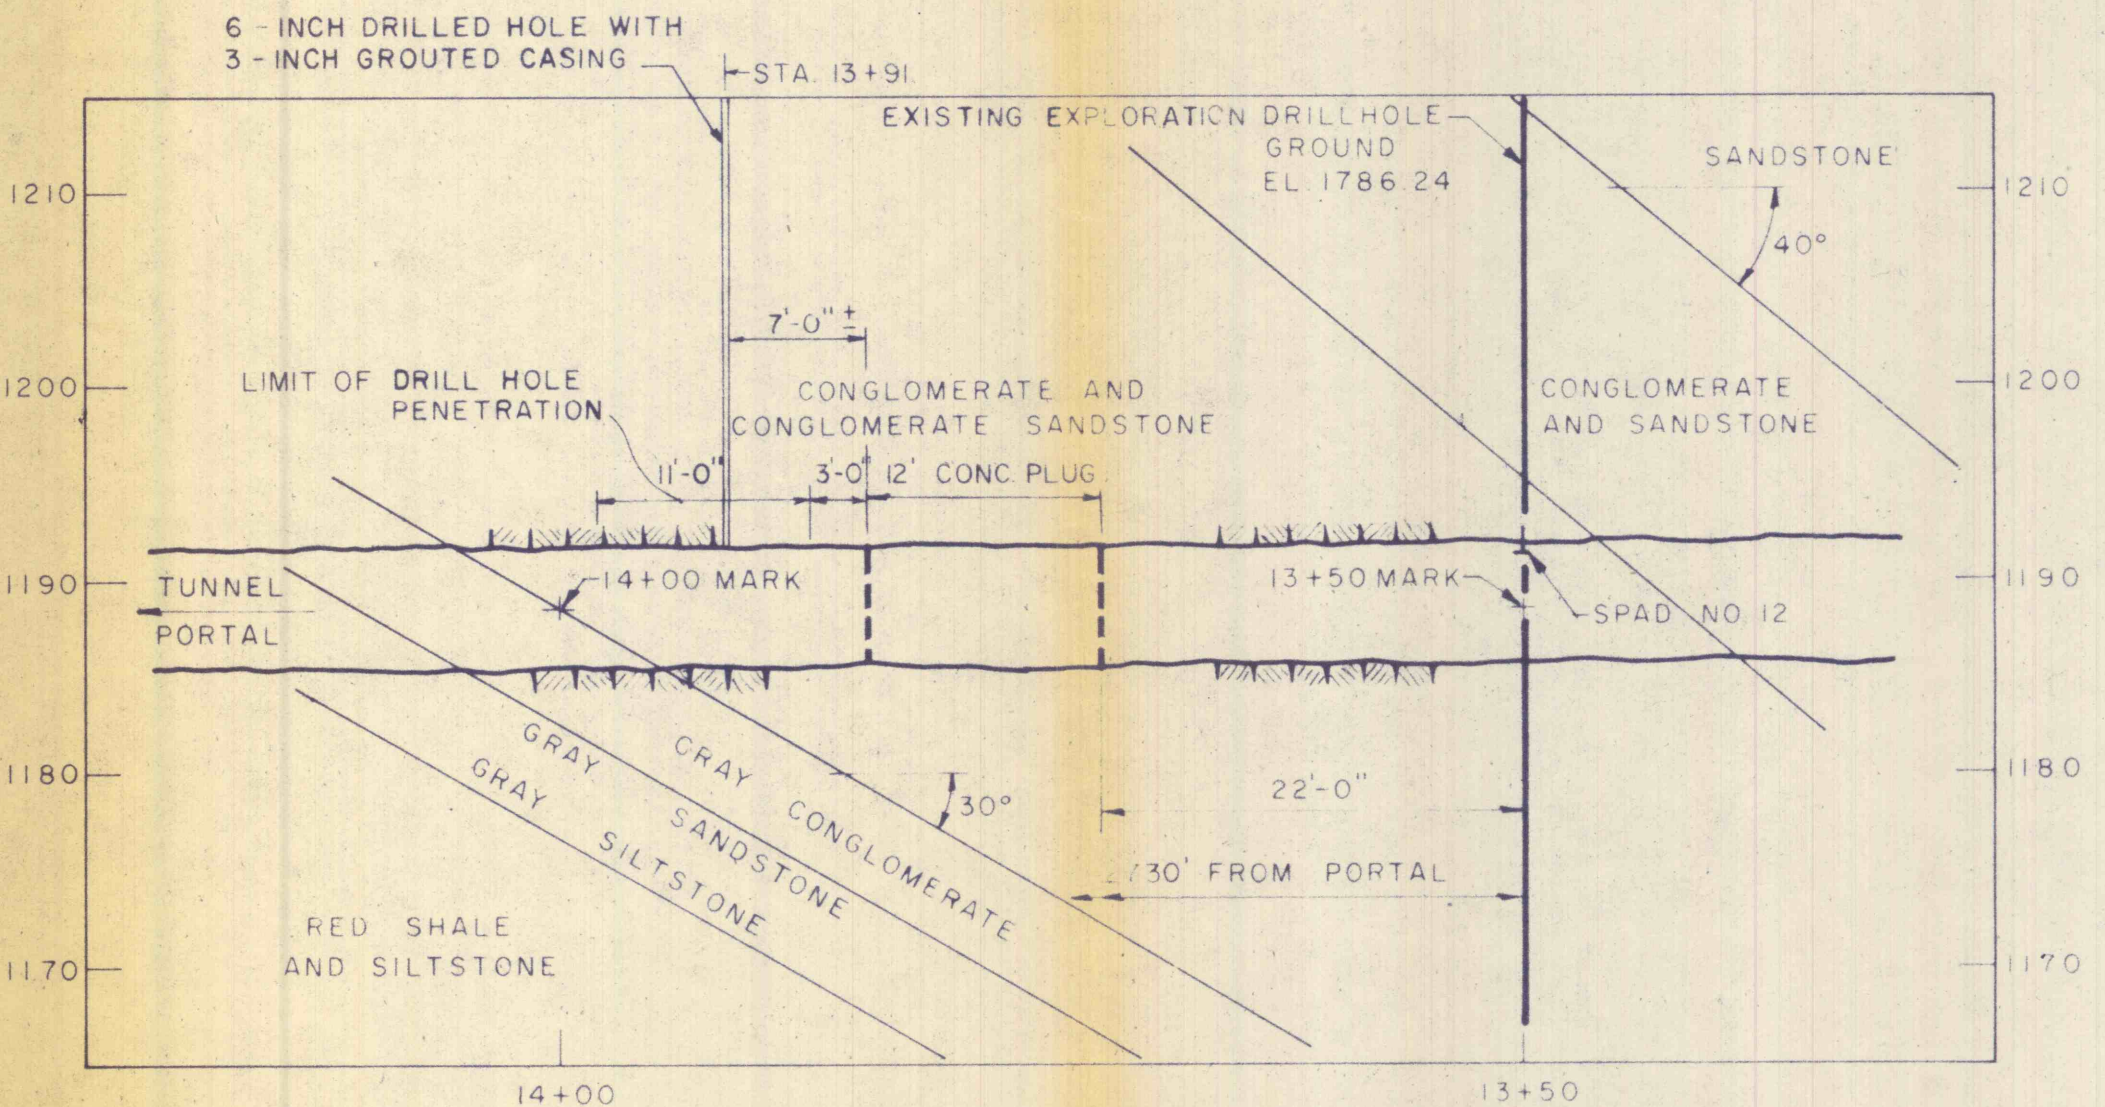 6 - INCH DRILLED HOLE WITH
3 - INCH GROUTED CASING
STA. 13+91
EXISTING EXPLORATION DRILLHOLE
GROUND
EL. 1786.24
SANDSTONE
1210
1210
40°
7'-0" ±
LIMIT OF DRILL HOLE
PENETRATION
1200
1200
CONGLOMERATE AND
CONGLOMERATE SANDSTONE
CONGLOMERATE
AND SANDSTONE
11'-0"
3'-0"
12' CONC. PLUG
1190
1190
TUNNEL
PORTAL
14+00 MARK
13+50 MARK
SPAD NO. 12
1180
1180
GRAY SANDSTONE
GRAY CONGLOMERATE
GRAY SILTSTONE
30°
22'-0"
FROM PORTAL
RED SHALE
AND SILTSTONE
1170
1170
14+00
13+50